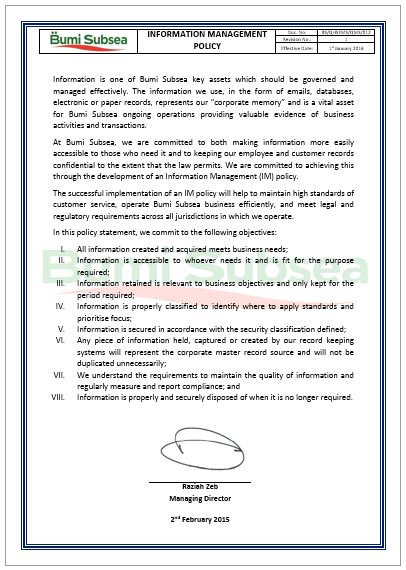 Bumi Subsea
INFORMATION MANAGEMENT
POLICY
Doc. No:
Revision No.:
1
Effective Date:
1st January 2016
Information is one of Bumi Subsea key assets which should be governed and
managed effectively. The information we use, in the form of emails, databases,
electronic or paper records, represents our "corporate memory" and is a vital asset
for Bumi Subsea ongoing operations providing valuable evidence of business
activities and transactions.
At Bumi Subsea, we are committed to both making information more easily
accessible to those who need it and to keeping our employee and customer records
confidential to the extent that the law permits. We are committed to achieving this
through the development of an Information Management (IM) policy.
The successful implementation of an IM policy will help to maintain high standards of
customer service, operate Bumi Subsea business efficiently, and meet legal and
regulatory requirements across all jurisdictions in which we operate.
In this policy statement, we commit to the following objectives:
I. All information created and acquired meets business needs;
II. Information is accessible to whoever needs it and is fit for the purpose
required;
III. Information retained is relevant to business objectives and only kept for the
period required;
IV. Information is properly classified to identify where to apply standards and
prioritise focus;
V. Information is secured in accordance with the security classification defined;
VI. Any piece of information held, captured or created by our record keeping
systems will represent the corporate master record source and will not be
duplicated unnecessarily;
VII. We understand the requirements to maintain the quality of information and
regularly measure and report compliance; and
VIII. Information is properly and securely disposed of when it is no longer required.
Bumi Subsea
Raziah Zeb
Managing Director
2nd February 2015